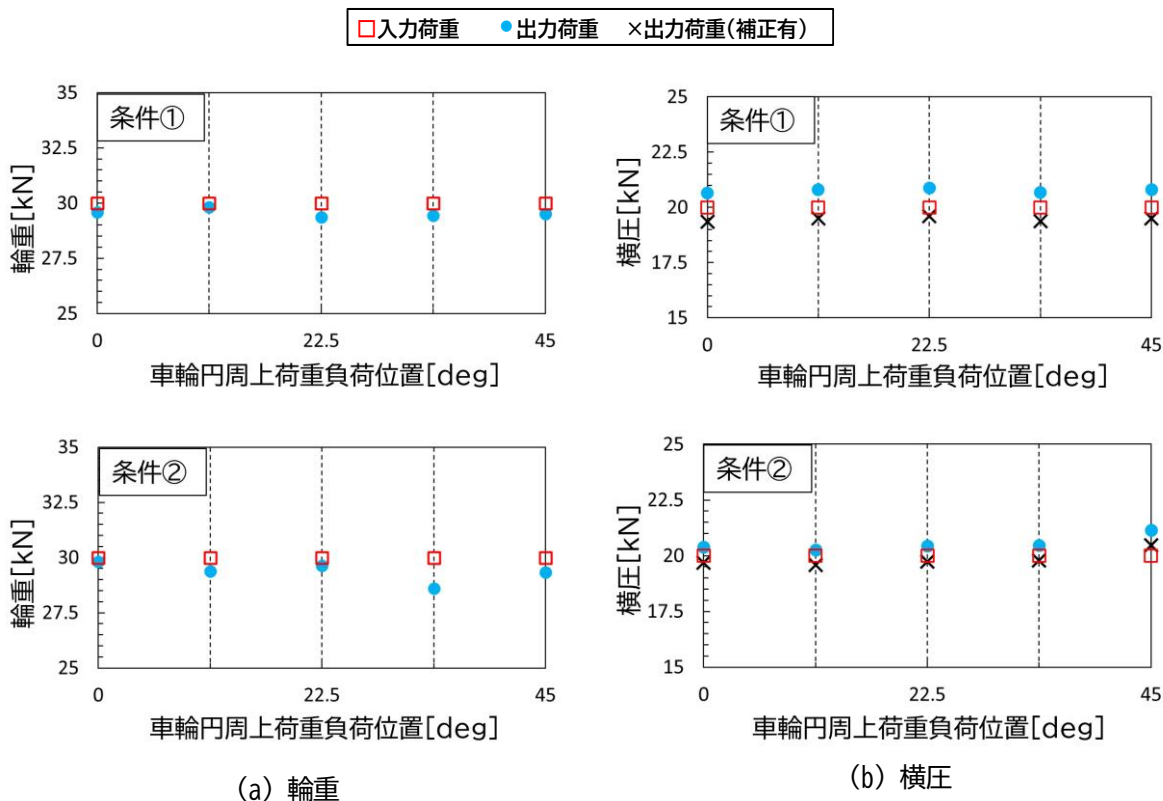 □入力荷重 ●出力荷重 ×出力荷重(補正有)
条件①
輪重[kN]
35
32.5
30
27.5
25
0 22.5 45
車輪円周上荷重負荷位置[deg]
条件①
横圧[kN]
25
22.5
20
17.5
15
0 22.5 45
車輪円周上荷重負荷位置[deg]
条件②
輪重[kN]
35
32.5
30
27.5
25
0 22.5 45
車輪円周上荷重負荷位置[deg]
条件②
横圧[kN]
25
22.5
20
17.5
15
0 22.5 45
車輪円周上荷重負荷位置[deg]
(a) 輪重
(b) 横圧